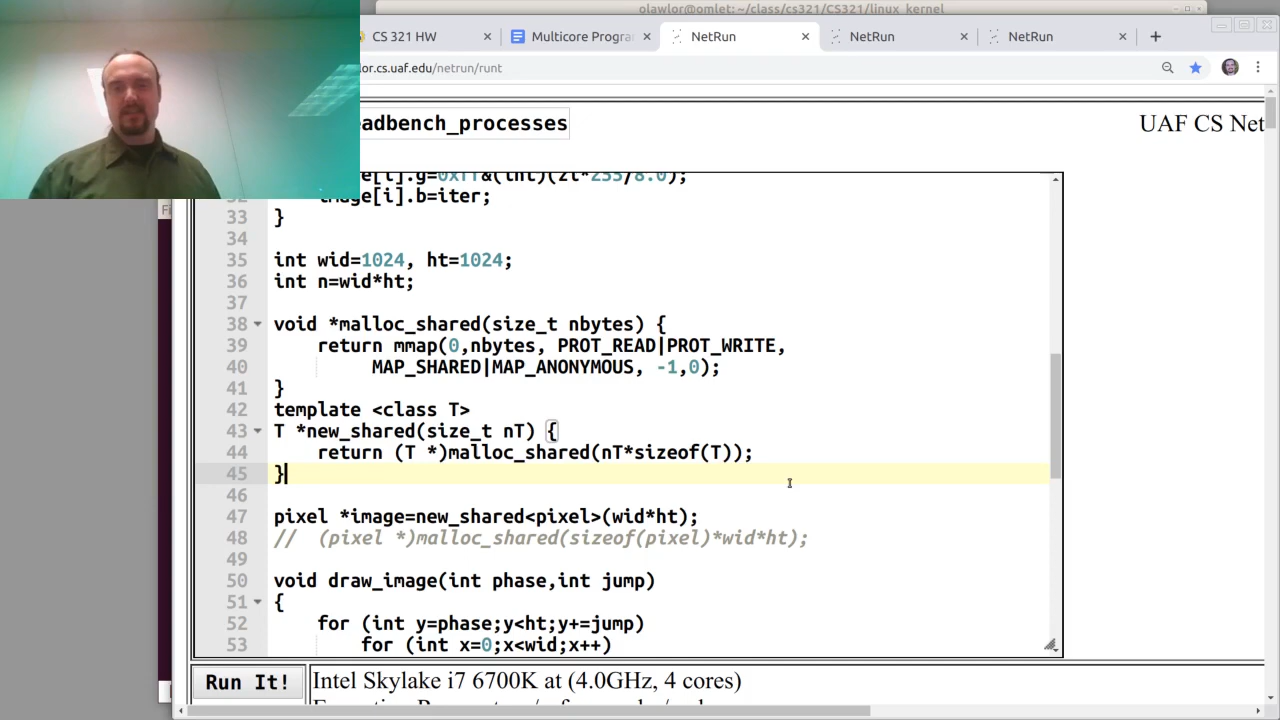 olawlor@omlet: ~/class/cs321/CS321/linux_kernel
CS 321 HW
Multicore Progra
NetRun
NetRun
NetRun
lor.cs.uaf.edu/netrun/runt
eadbench_processes
UAF CS Net
32 image[i].b=iter;
33 }
34
35 int wid=1024, ht=1024;
36 int n=wid*ht;
37
38 void *malloc_shared(size_t nbytes) {
39 return mmap(0,nbytes, PROT_READ|PROT_WRITE,
40 MAP_SHARED|MAP_ANONYMOUS, -1,0);
41 }
42 template <class T>
43 T *new_shared(size_t nT) {
44 return (T *)malloc_shared(nT*sizeof(T));
45 }
46
47 pixel *image=new_shared<pixel>(wid*ht);
48 // (pixel *)malloc_shared(sizeof(pixel)*wid*ht);
49
50 void draw_image(int phase,int jump)
51 {
52 for (int y=phase;y<ht;y+=jump)
53 for (int x=0;x<wid;x++)
Run It!
Intel Skylake i7 6700K at (4.0GHz, 4 cores)